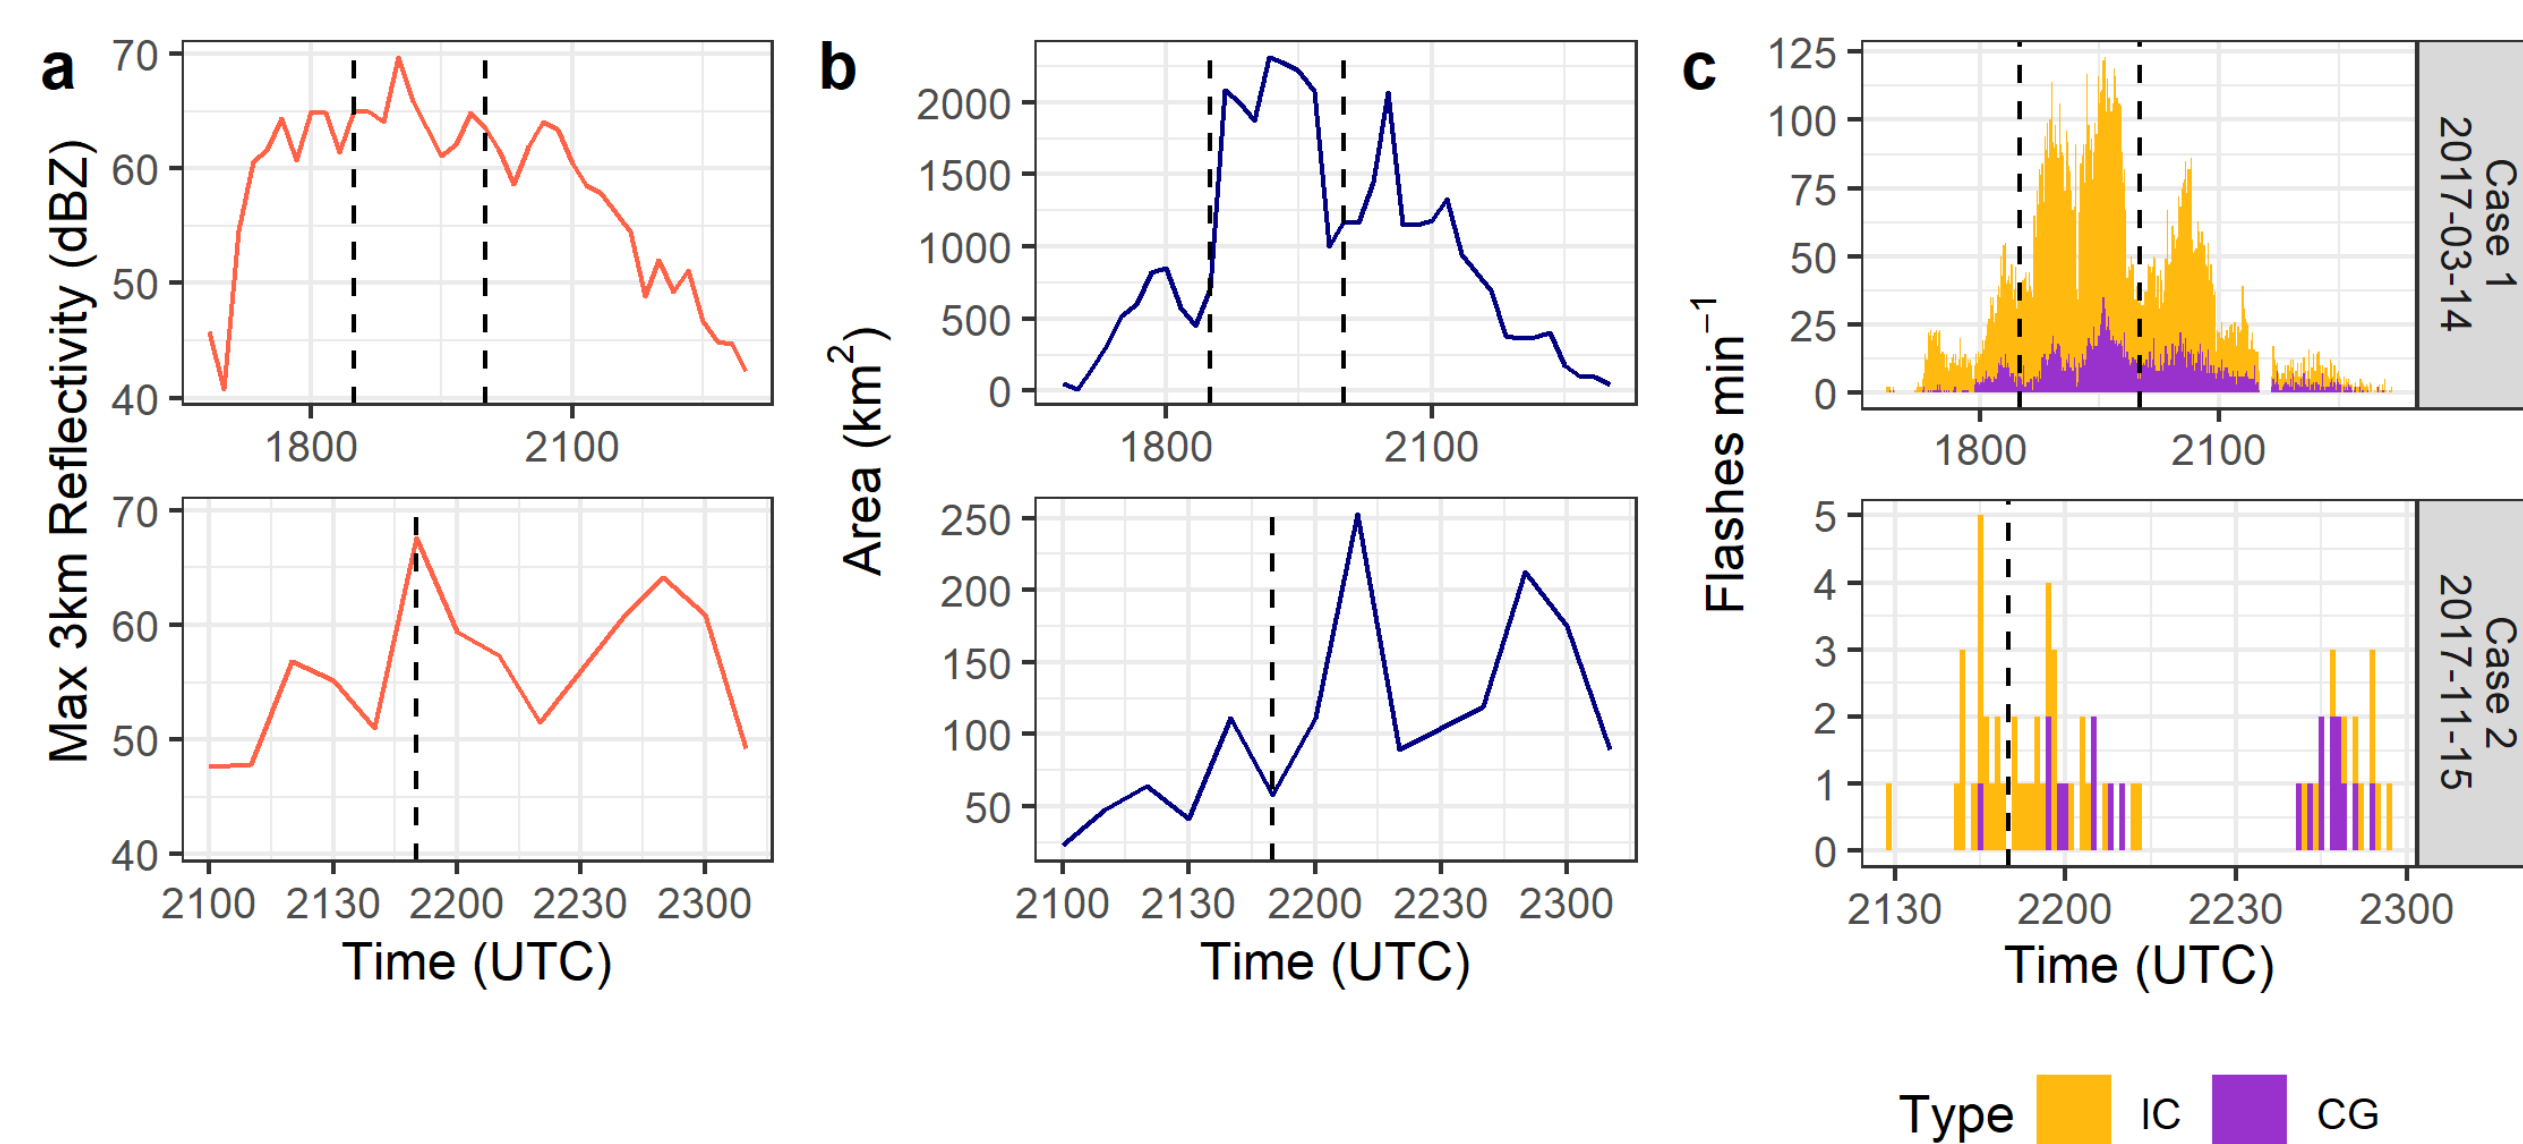 a
b
c
Max 3km Reflectivity (dBZ)
70
60
50
40
1800 2100
70
60
50
40
2100 2130 2200 2230 2300
Time (UTC)
Area (km²)
2000
1500
1000
500
0
1800 2100
250
200
150
100
50
2100 2130 2200 2230 2300
Time (UTC)
Flashes min⁻¹
125
100
75
50
25
0
1800 2100
Case 1
2017-03-14
5
4
3
2
1
0
2130 2200 2230 2300
Time (UTC)
Case 2
2017-11-15
Type IC CG